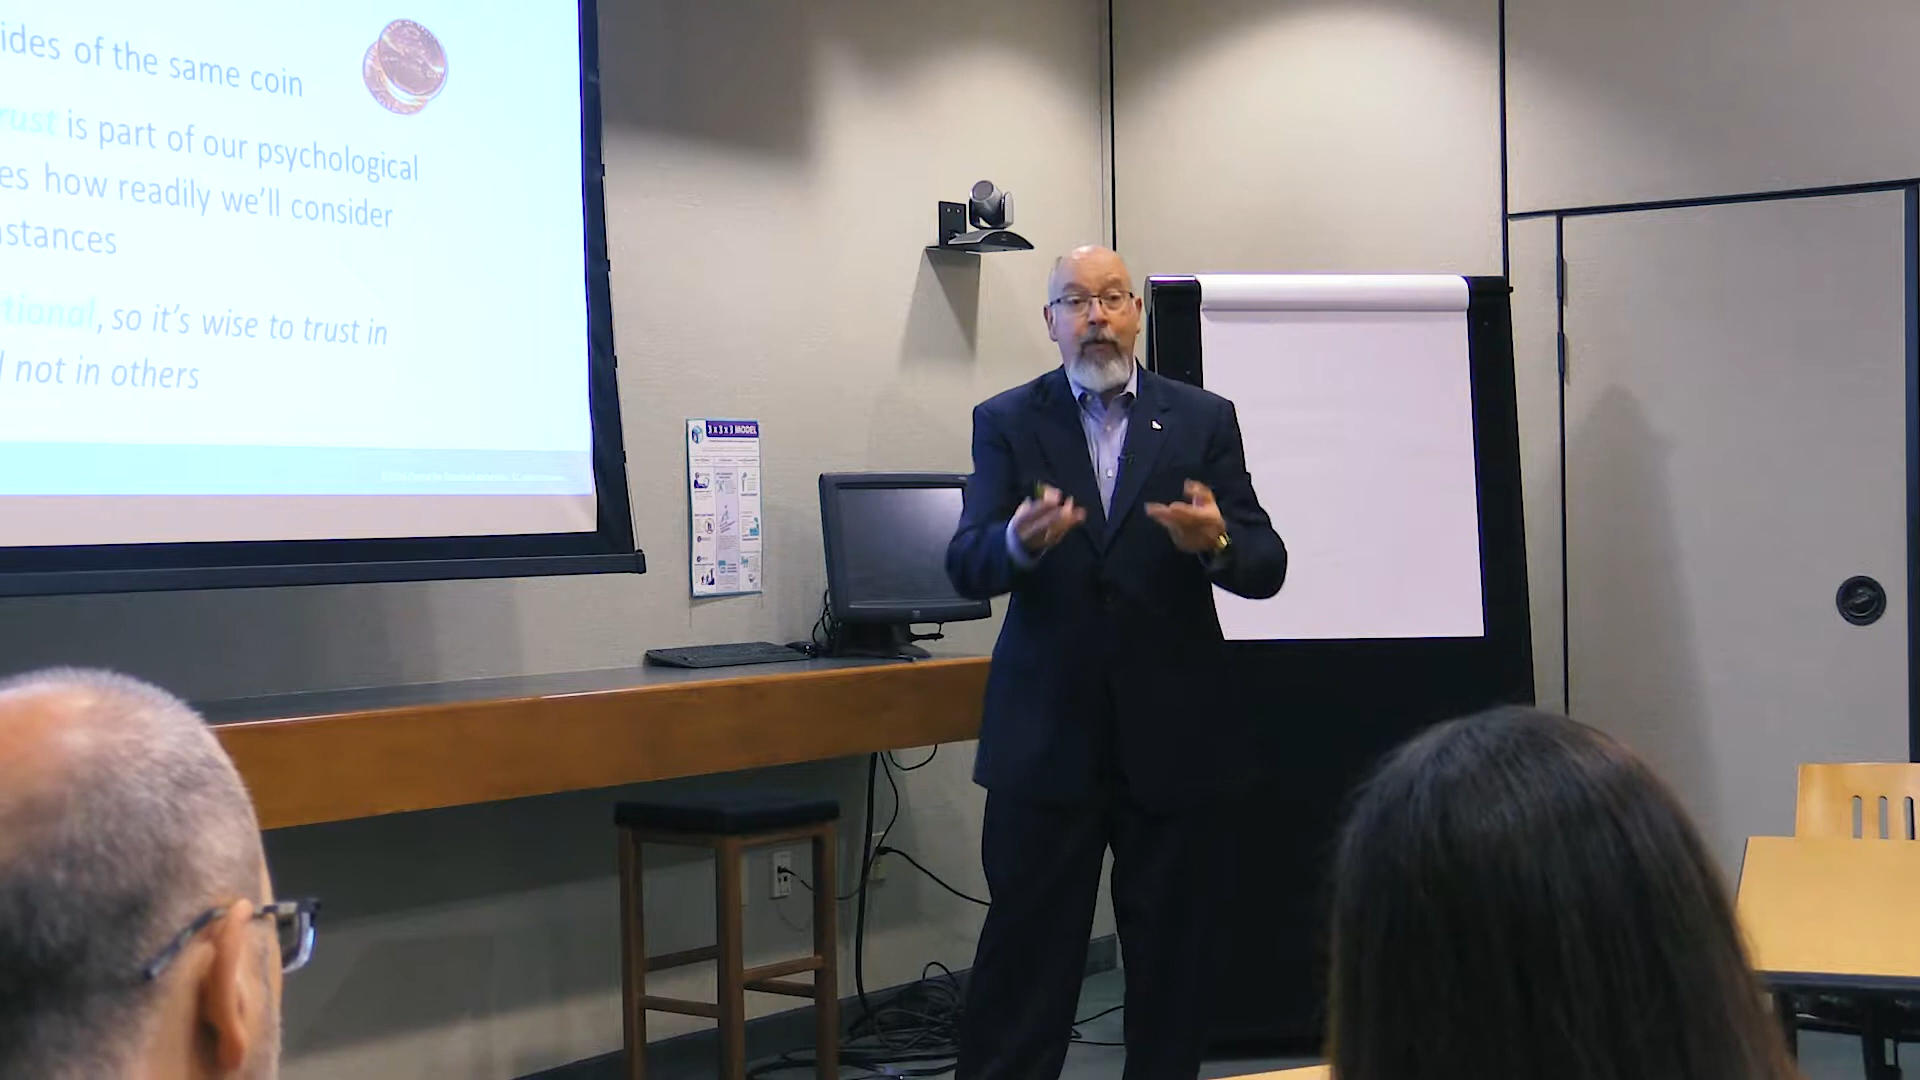 ides of the same coin
rust is part of our psychological
es how readily we'll consider
nstances
tional, so it's wise to trust in
not in others
3 x 3 x 3 MODEL